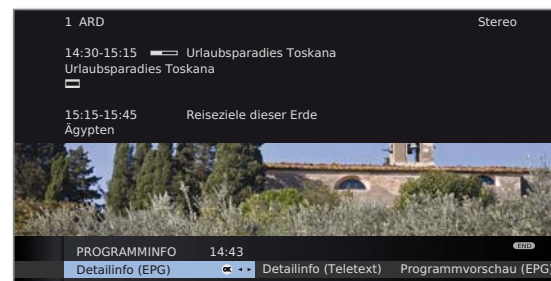 1 ARD Stereo
14:30-15:15 Urlaubsparadies Toskana
Urlaubsparadies Toskana
15:15-15:45 Reiseziele dieser Erde
Ägypten
PROGRAMMINFO 14:43 END
Detailinfo (EPG) OK Detailinfo (Teletext) Programmvorschau (EPG)